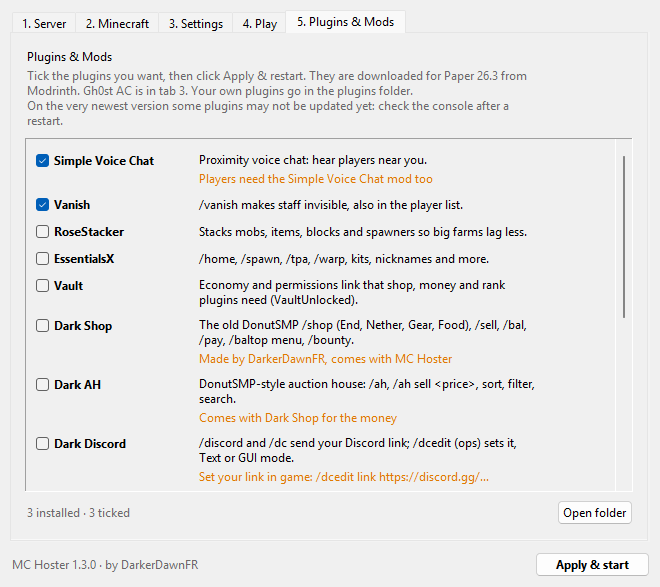 1. Server
2. Minecraft
3. Settings
4. Play
5. Plugins & Mods
Plugins & Mods
Tick the plugins you want, then click Apply & restart. They are downloaded for Paper 26.3 from
Modrinth. Gh0st AC is in tab 3. Your own plugins go in the plugins folder.
On the very newest version some plugins may not be updated yet: check the console after a
restart.
Simple Voice Chat
Proximity voice chat: hear players near you.
Players need the Simple Voice Chat mod too
Vanish
/vanish makes staff invisible, also in the player list.
RoseStacker
Stacks mobs, items, blocks and spawners so big farms lag less.
EssentialsX
/home, /spawn, /tpa, /warp, kits, nicknames and more.
Vault
Economy and permissions link that shop, money and rank
plugins need (VaultUnlocked).
Dark Shop
The old DonutSMP /shop (End, Nether, Gear, Food), /sell, /bal,
/pay, /baltop menu, /bounty.
Made by DarkerDawnFR, comes with MC Hoster
Dark AH
DonutSMP-style auction house: /ah, /ah sell <price>, sort, filter,
search.
Comes with Dark Shop for the money
Dark Discord
/discord and /dc send your Discord link; /dcedit (ops) sets it,
Text or GUI mode.
Set your link in game: /dcedit link https://discord.gg/...
3 installed · 3 ticked
Open folder
MC Hoster 1.3.0 · by DarkerDawnFR
Apply & start